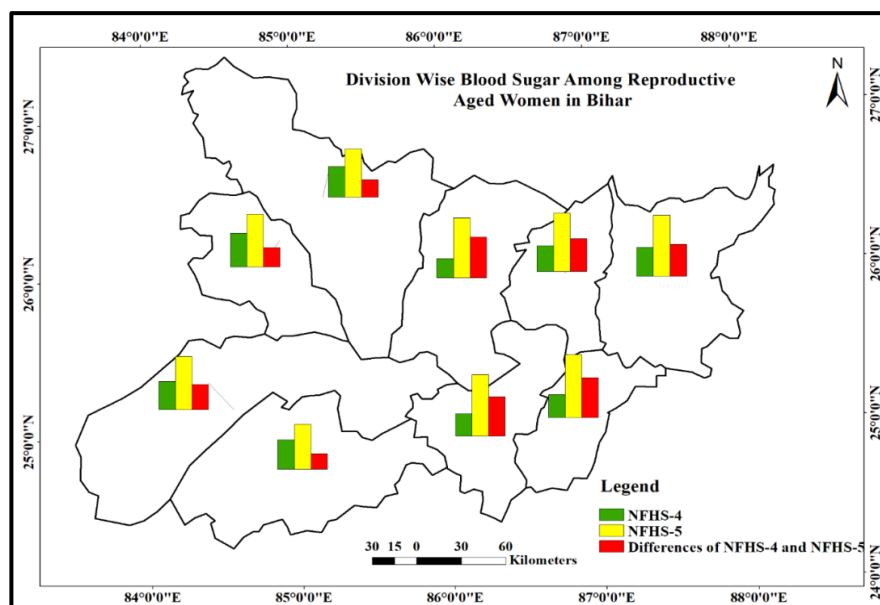 84°0'0"E 85°0'0"E 86°0'0"E 87°0'0"E 88°0'0"E
Division Wise Blood Sugar Among Reproductive
Aged Women in Bihar
N
27°0'0"N 27°0'0"N
26°0'0"N 26°0'0"N
25°0'0"N 25°0'0"N
24°0'0"N
Legend
NFHS-4
NFHS-5
Differences of NFHS-4 and NFHS-5
30 15 0 30 60
Kilometers
84°0'0"E 85°0'0"E 86°0'0"E 87°0'0"E 88°0'0"E